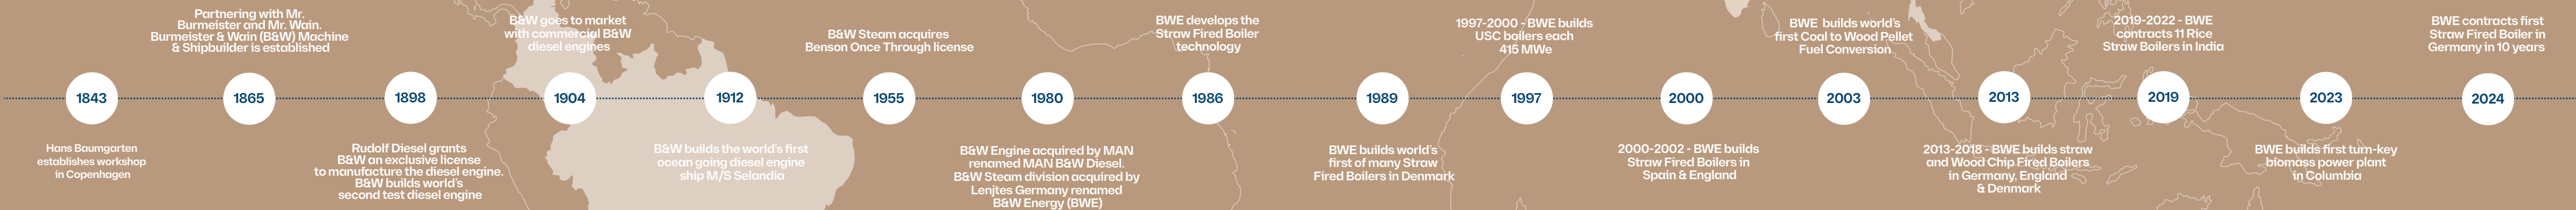 1843
Hans Baumgarten
establishes workshop
in Copenhagen
Partnering with Mr.
Burmeister and Mr. Wain.
Burmeister & Wain (B&W) Machine
& Shipbuilder is established
1865
1898
Rudolf Diesel grants
B&W an exclusive license
to manufacture the diesel engine.
B&W builds world's
second test diesel engine
B&W goes to market
with commercial B&W
diesel engines
1904
1912
B&W builds the world's first
ocean going diesel engine
ship M/S Selandia
B&W Steam acquires
Benson Once Through license
1955
1980
B&W Engine acquired by MAN
renamed MAN B&W Diesel.
B&W Steam division acquired by
Lenjtes Germany renamed
B&W Energy (BWE)
BWE develops the
Straw Fired Boiler
technology
1986
1989
BWE builds world's
first of many Straw
Fired Boilers in Denmark
1997-2000 - BWE builds
USC boilers each
415 MWe
1997
2000
2000-2002 - BWE builds
Straw Fired Boilers in
Spain & England
BWE builds world's
first Coal to Wood Pellet
Fuel Conversion
2003
2013
2013-2018 - BWE builds straw
and Wood Chip Fired Boilers
in Germany, England
& Denmark
2019-2022 - BWE
contracts 11 Rice
Straw Boilers in India
2019
2023
BWE builds first turn-key
biomass power plant
in Columbia
BWE contracts first
Straw Fired Boiler in
Germany in 10 years
2024